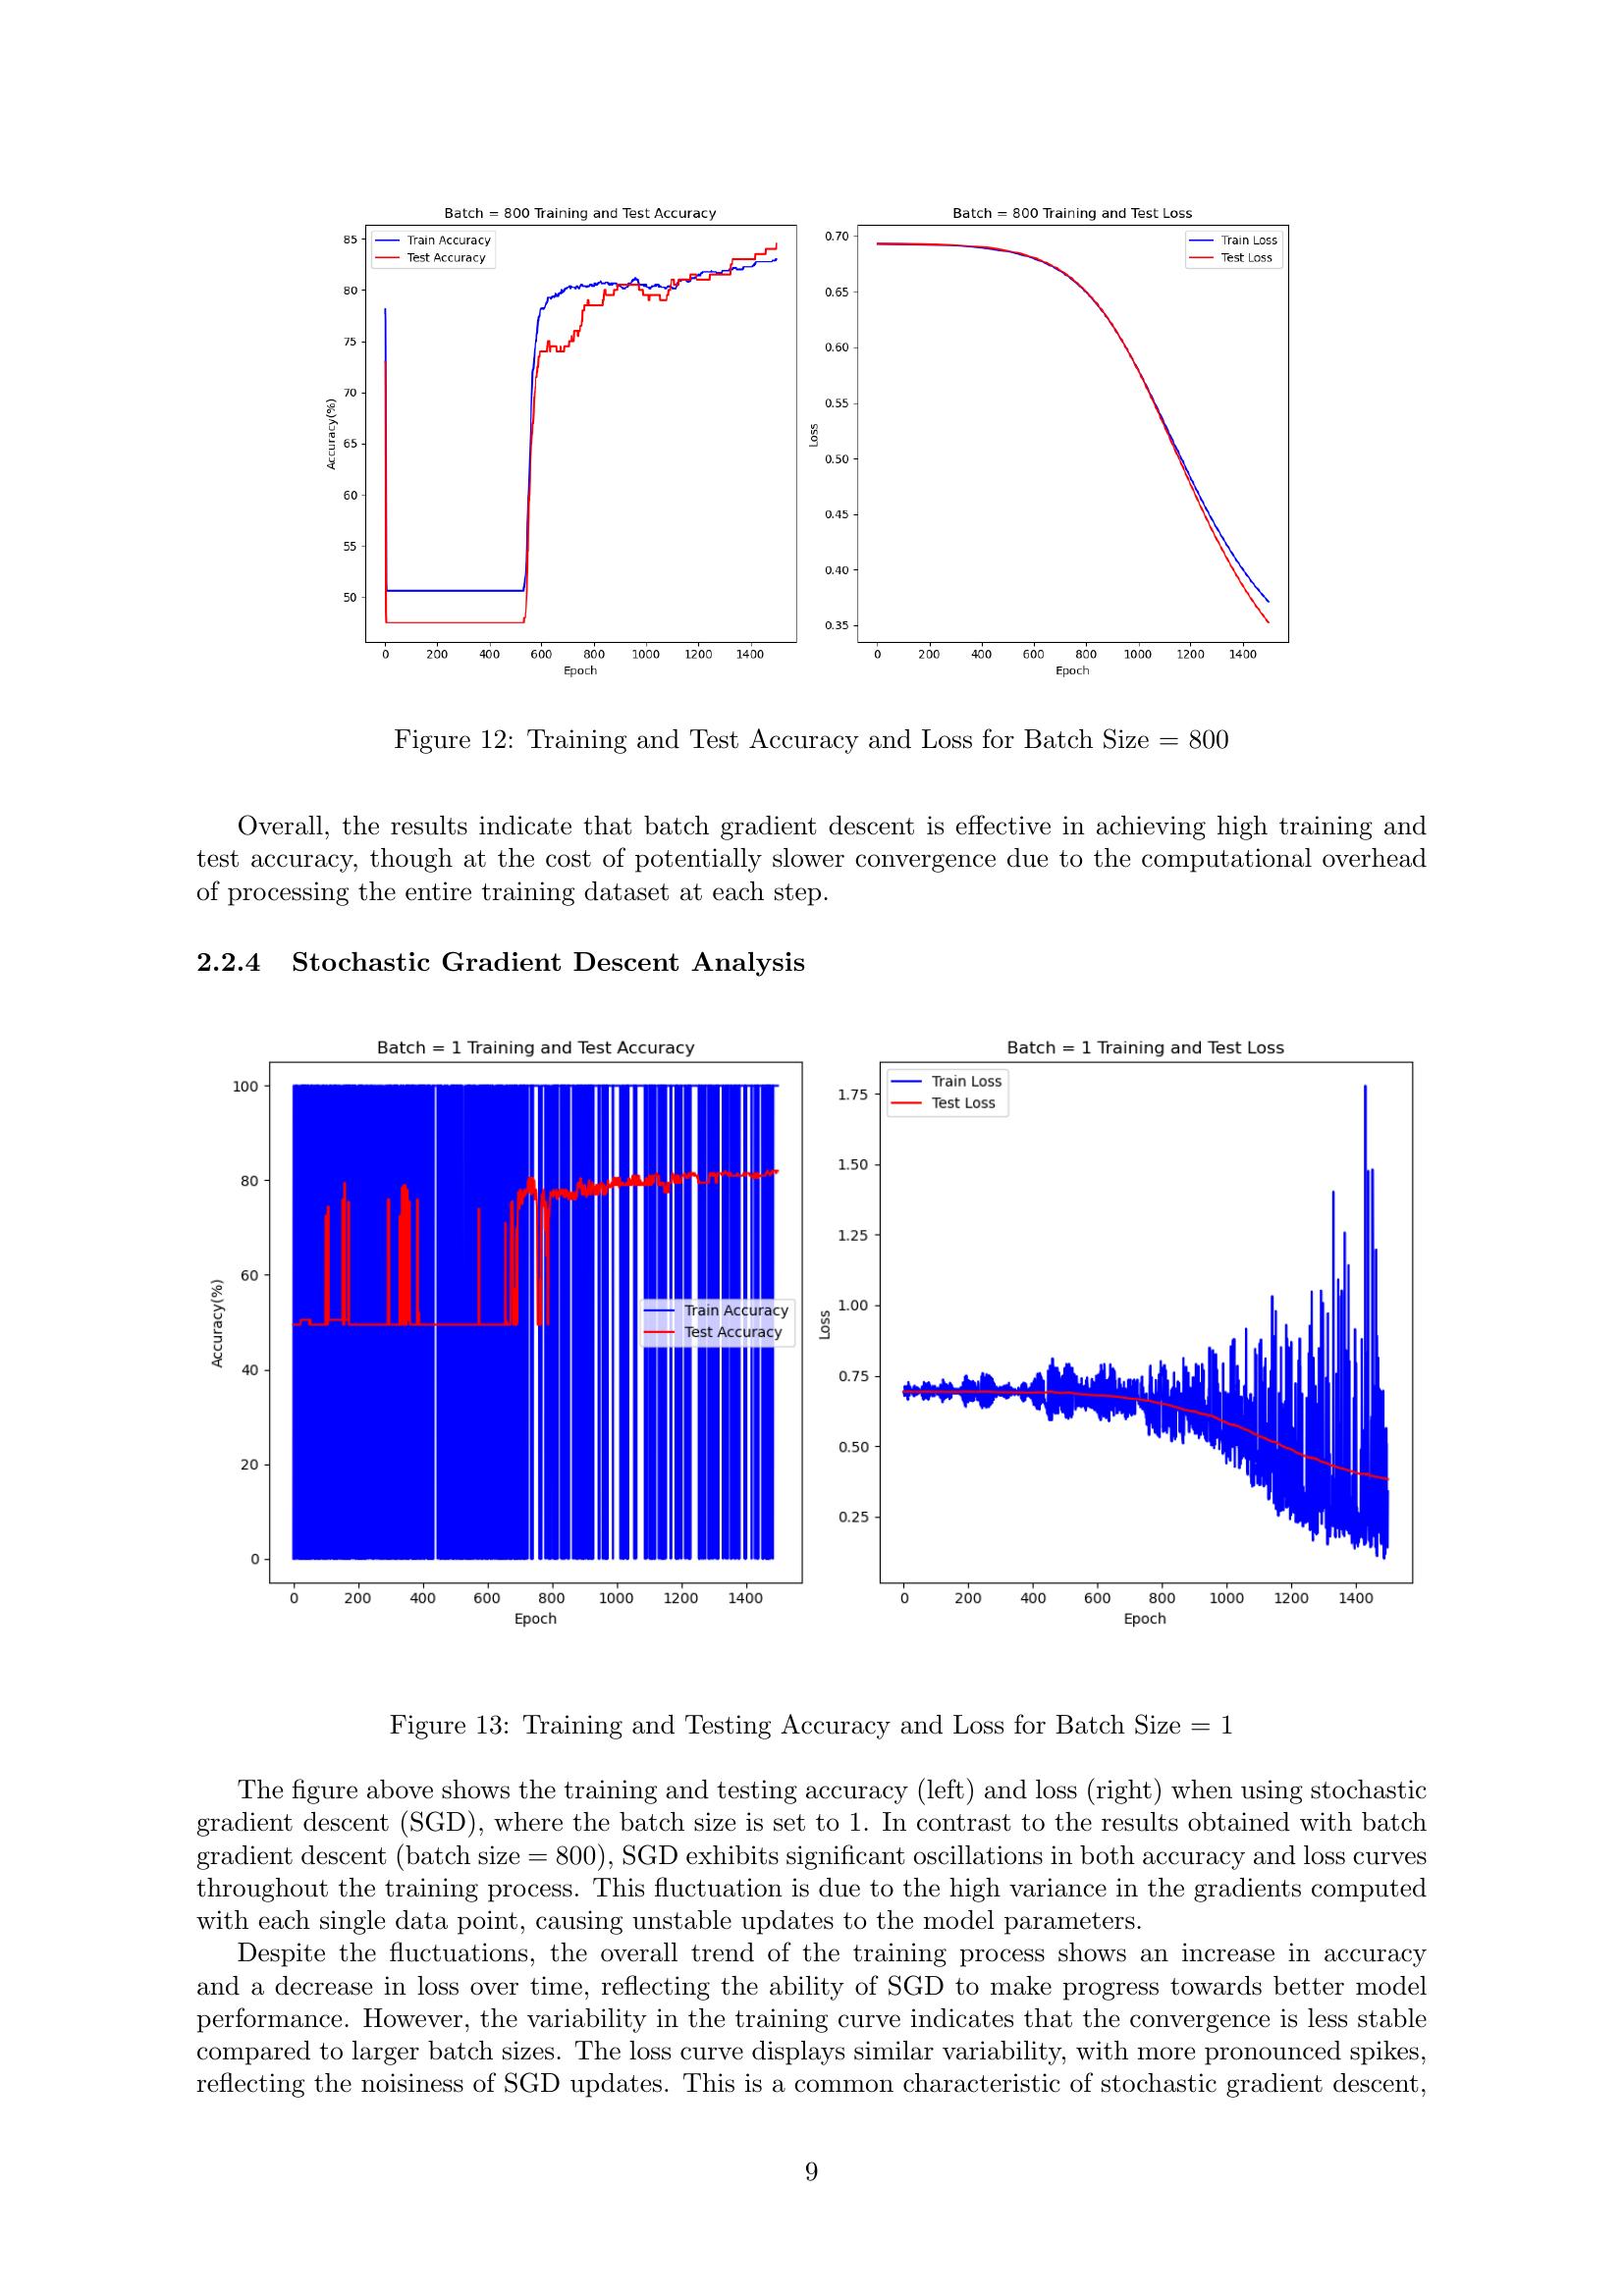 Batch = 800 Training and Test Accuracy
Train Accuracy
Test Accuracy
85
80
75
70
65
60
55
50
Accuracy(%)
0 200 400 600 800 1000 1200 1400
Epoch
Batch = 800 Training and Test Loss
Train Loss
Test Loss
0.70
0.65
0.60
0.55
0.50
0.45
0.40
0.35
Loss
0 200 400 600 800 1000 1200 1400
Epoch
Figure 12: Training and Test Accuracy and Loss for Batch Size = 800
Overall, the results indicate that batch gradient descent is effective in achieving high training and
test accuracy, though at the cost of potentially slower convergence due to the computational overhead
of processing the entire training dataset at each step.
2.2.4 Stochastic Gradient Descent Analysis
Batch = 1 Training and Test Accuracy
100
80
60
40
20
0
Accuracy(%)
Train Accuracy
Test Accuracy
0 200 400 600 800 1000 1200 1400
Epoch
Batch = 1 Training and Test Loss
Train Loss
Test Loss
1.75
1.50
1.25
1.00
0.75
0.50
0.25
Loss
0 200 400 600 800 1000 1200 1400
Epoch
Figure 13: Training and Testing Accuracy and Loss for Batch Size = 1
The figure above shows the training and testing accuracy (left) and loss (right) when using stochastic
gradient descent (SGD), where the batch size is set to 1. In contrast to the results obtained with batch
gradient descent (batch size = 800), SGD exhibits significant oscillations in both accuracy and loss curves
throughout the training process. This fluctuation is due to the high variance in the gradients computed
with each single data point, causing unstable updates to the model parameters.
Despite the fluctuations, the overall trend of the training process shows an increase in accuracy
and a decrease in loss over time, reflecting the ability of SGD to make progress towards better model
performance. However, the variability in the training curve indicates that the convergence is less stable
compared to larger batch sizes. The loss curve displays similar variability, with more pronounced spikes,
reflecting the noisiness of SGD updates. This is a common characteristic of stochastic gradient descent,
9